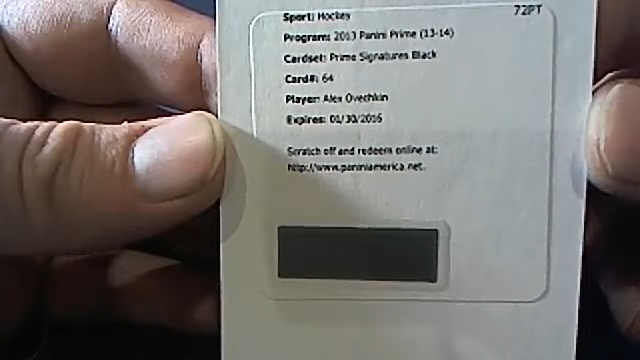 Sport: Hockey
72PT
Program: 2013 Panini Prime (13-14)
Cardset: Prime Signatures Black
Card#: 64
Player: Alex Ovechkin
Expires: 01/30/2016
Scratch off and redeem online at:
http://www.paniniamerica.net.